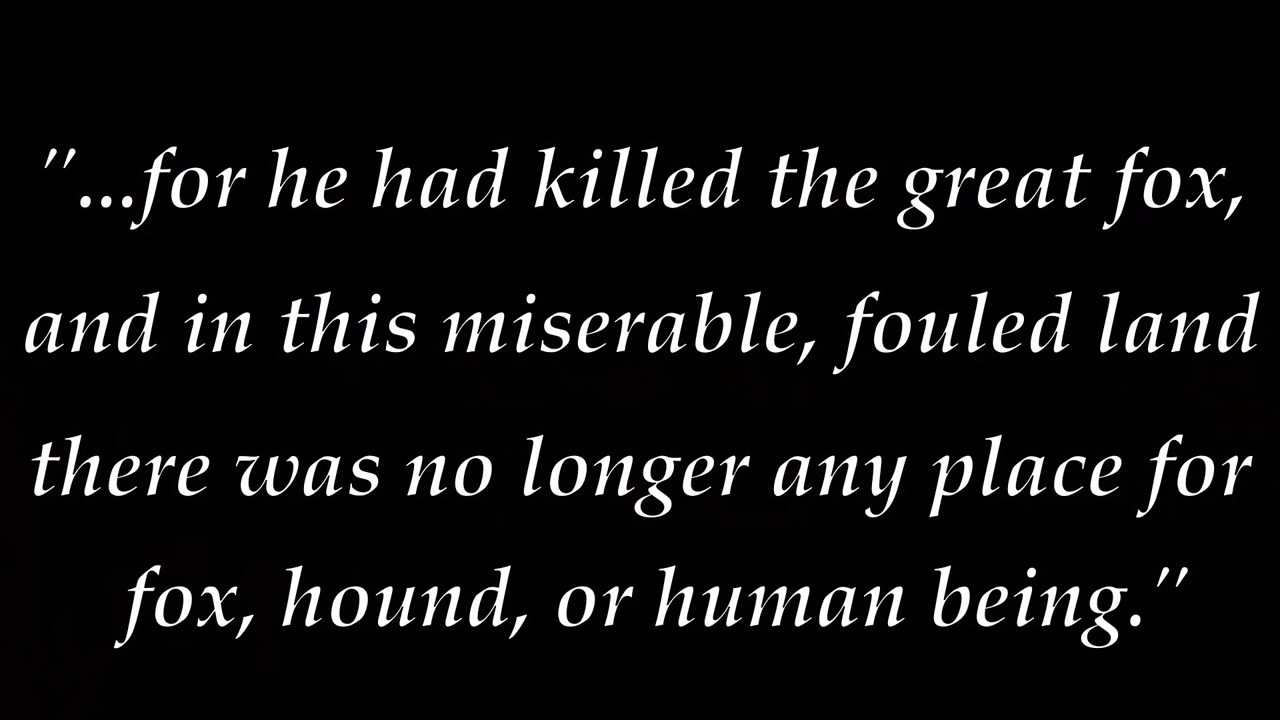 "...for he had killed the great fox,
and in this miserable, fouled land
there was no longer any place for
fox, hound, or human being."